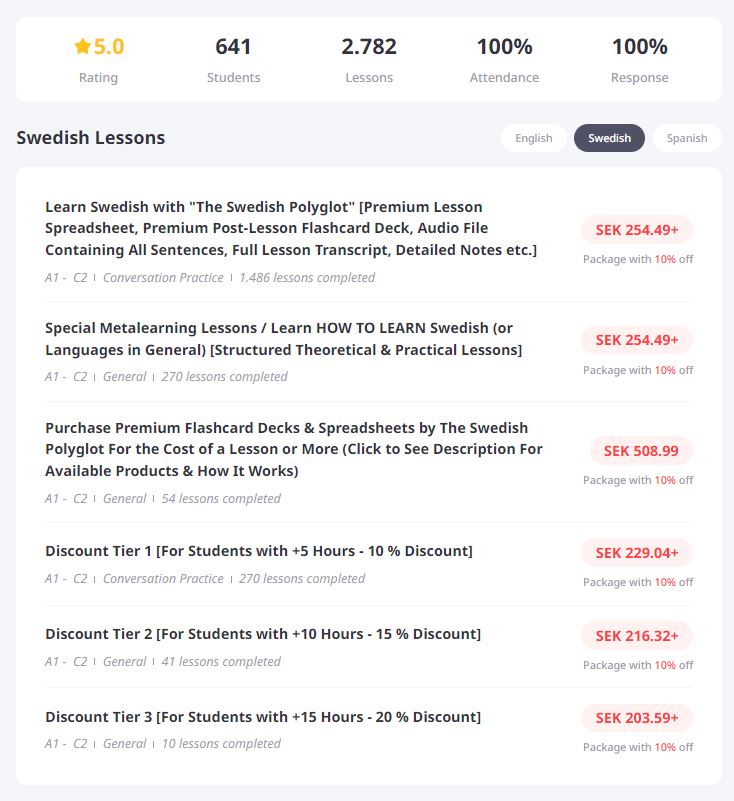 5.0
641
2.782
100%
100%
Rating
Students
Lessons
Attendance
Response
Swedish Lessons
English
Swedish
Spanish
Learn Swedish with "The Swedish Polyglot" [Premium Lesson
Spreadsheet, Premium Post-Lesson Flashcard Deck, Audio File
Containing All Sentences, Full Lesson Transcript, Detailed Notes etc.]
A1 - C2 | Conversation Practice | 1.486 lessons completed
SEK 254.49+
Package with 10% off
Special Metalearning Lessons / Learn HOW TO LEARN Swedish (or
Languages in General) [Structured Theoretical & Practical Lessons]
A1 - C2 | General | 270 lessons completed
SEK 254.49+
Package with 10% off
Purchase Premium Flashcard Decks & Spreadsheets by The Swedish
Polyglot For the Cost of a Lesson or More (Click to See Description For
Available Products & How It Works)
A1 - C2 | General | 54 lessons completed
SEK 508.99
Package with 10% off
Discount Tier 1 [For Students with +5 Hours - 10 % Discount]
A1 - C2 | Conversation Practice | 270 lessons completed
SEK 229.04+
Package with 10% off
Discount Tier 2 [For Students with +10 Hours - 15 % Discount]
A1 - C2 | General | 41 lessons completed
SEK 216.32+
Package with 10% off
Discount Tier 3 [For Students with +15 Hours - 20 % Discount]
A1 - C2 | General | 10 lessons completed
SEK 203.59+
Package with 10% off